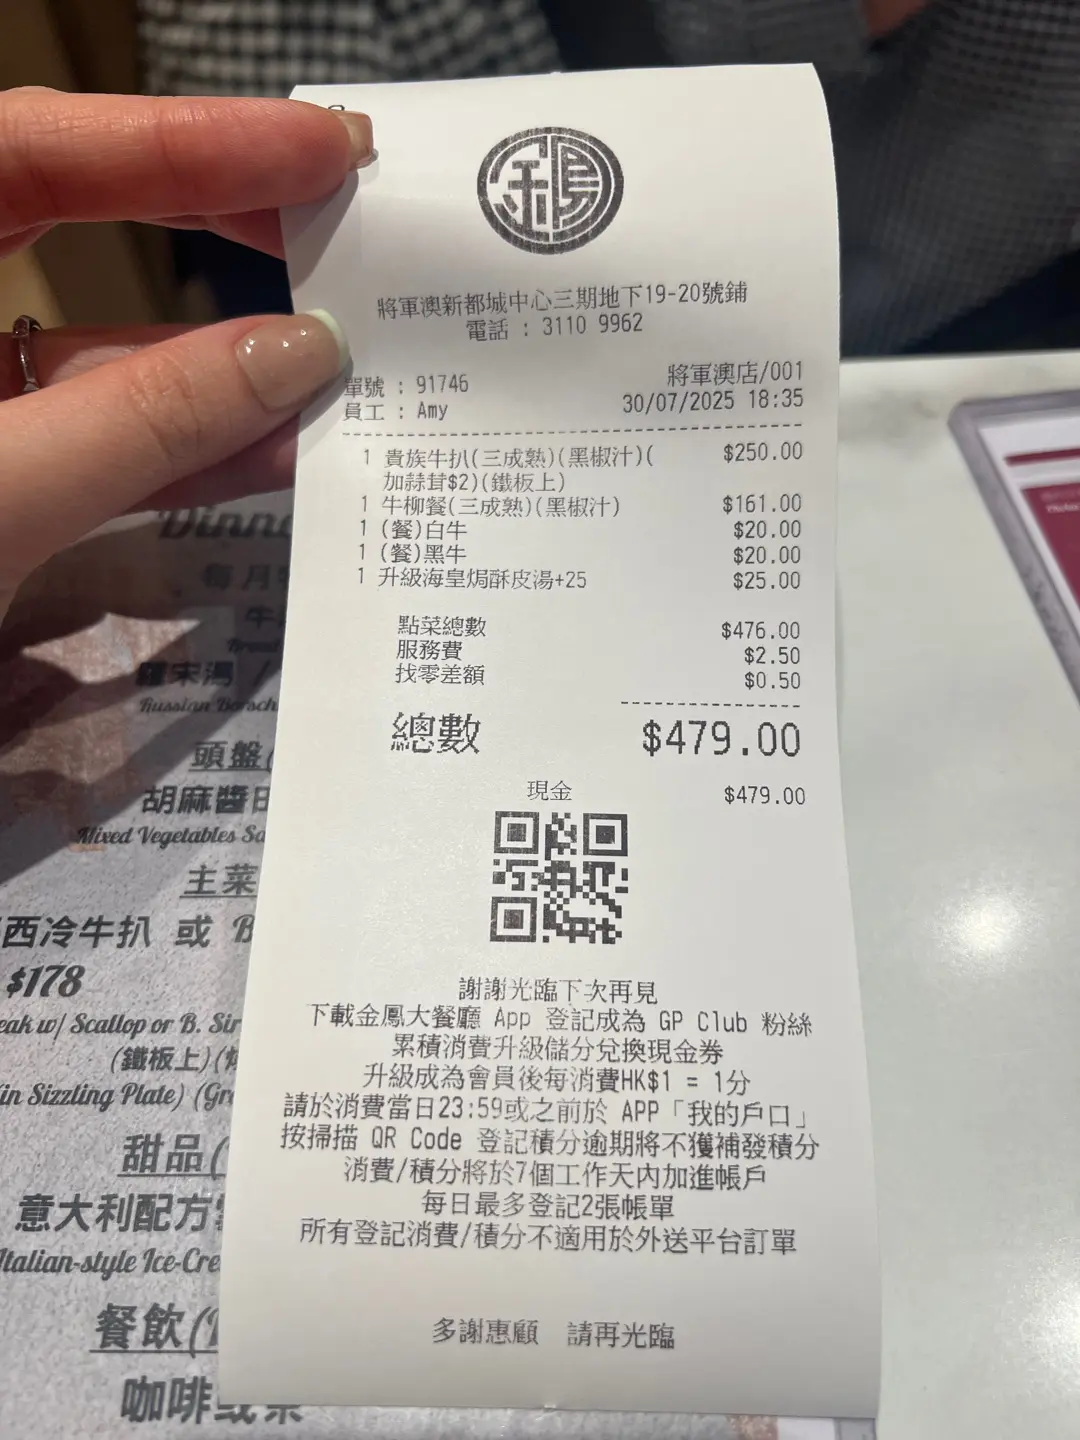 金鳳
將軍澳新都城中心三期地下19-20號鋪
電話 : 3110 9962
將軍澳店/001
單號 : 91746
30/07/2025 18:35
員工 : Amy
1 貴族牛扒(三成熟)(黑椒汁)( $250.00
加蒜茸$2)(鐵板上)
1 牛柳餐(三成熟)(黑椒汁) $161.00
1 (餐)白牛 $20.00
1 (餐)黑牛 $20.00
1 升級海皇焗酥皮湯+25 $25.00
點菜總數 $476.00
服務費 $2.50
找零差額 $0.50
總數 $479.00
現金 $479.00
謝謝光臨下次再見
下載金鳳大餐廳 App 登記成為 GP Club 粉絲
累積消費升級儲分兌換現金券
升級成為會員後每消費HK$1 = 1分
請於消費當日23:59或之前於 APP「我的戶口」
按掃描 QR Code 登記積分逾期將不獲補發積分
消費/積分將於7個工作天內加進帳戶
每日最多登記2張帳單
所有登記消費/積分不適用於外送平台訂單
多謝惠顧 請再光臨
每月
牛
羅宋湯 /
Russian Borsch
頭盤(
胡麻醬
Mixed Vegetables
主菜
西冷牛扒 或 B
$178
w/ Scallop or B. Sir
(鐵板上)(
in Sizzling Plate) (Gr
甜品(
意大利配方
Italian-style Ice-Cre
餐飲(
咖啡或茶